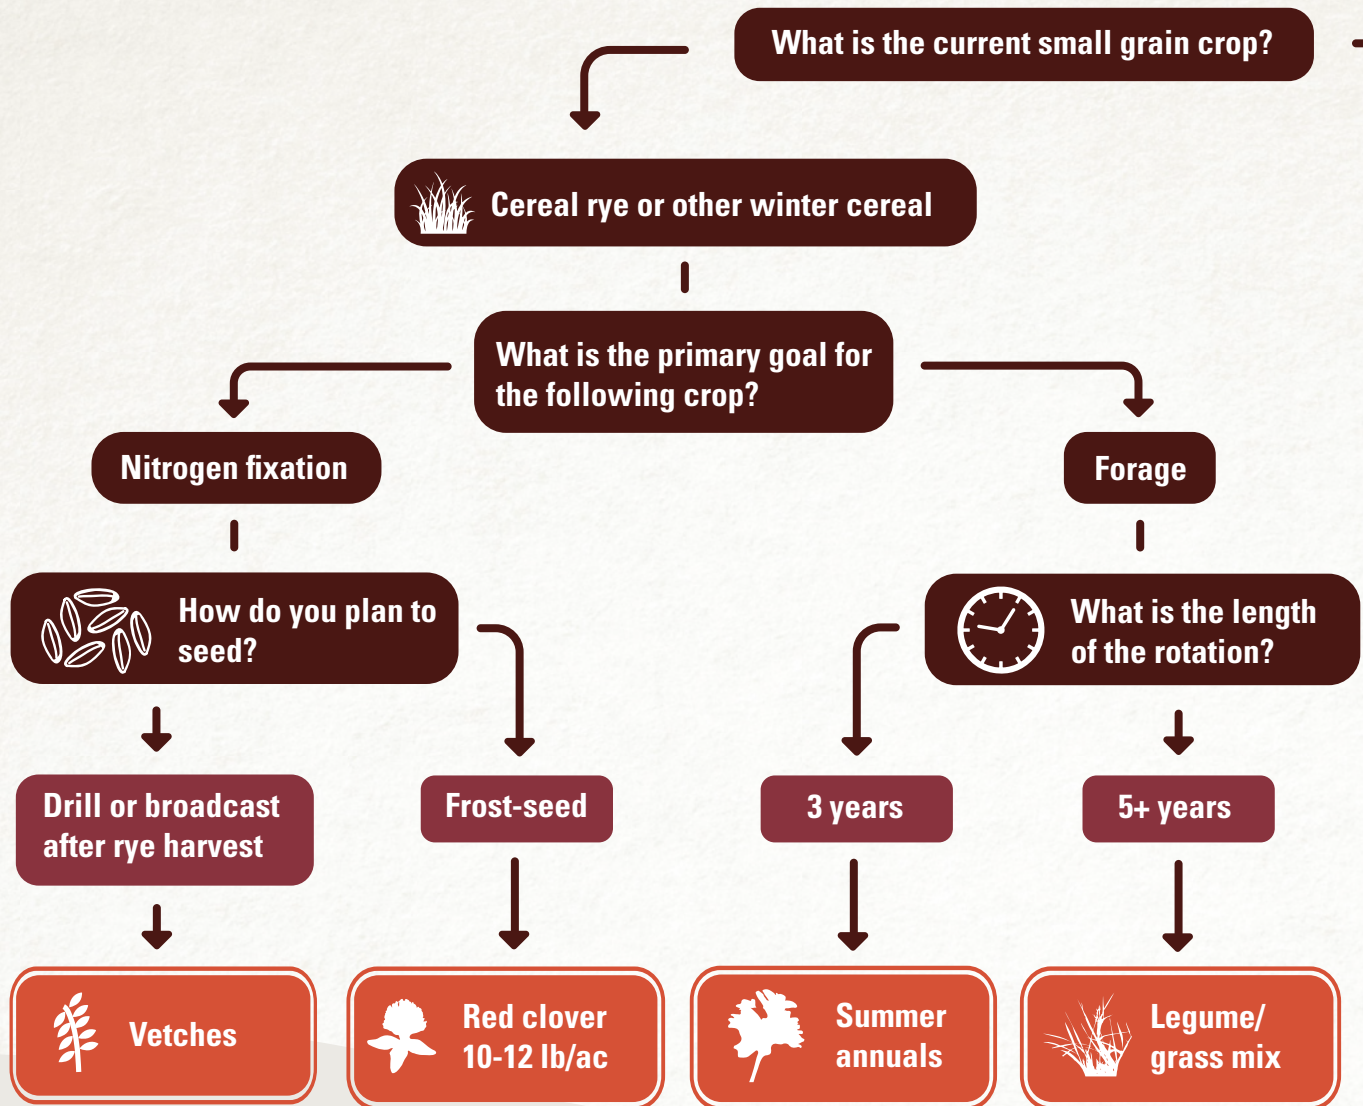 What is the current small grain crop?
Cereal rye or other winter cereal
What is the primary goal for
the following crop?
Nitrogen fixation
Forage
How do you plan to
seed?
What is the length
of the rotation?
Drill or broadcast
after rye harvest
Frost-seed
3 years
5+ years
Vetches
Red clover
10-12 lb/ac
Summer
annuals
Legume/
grass mix